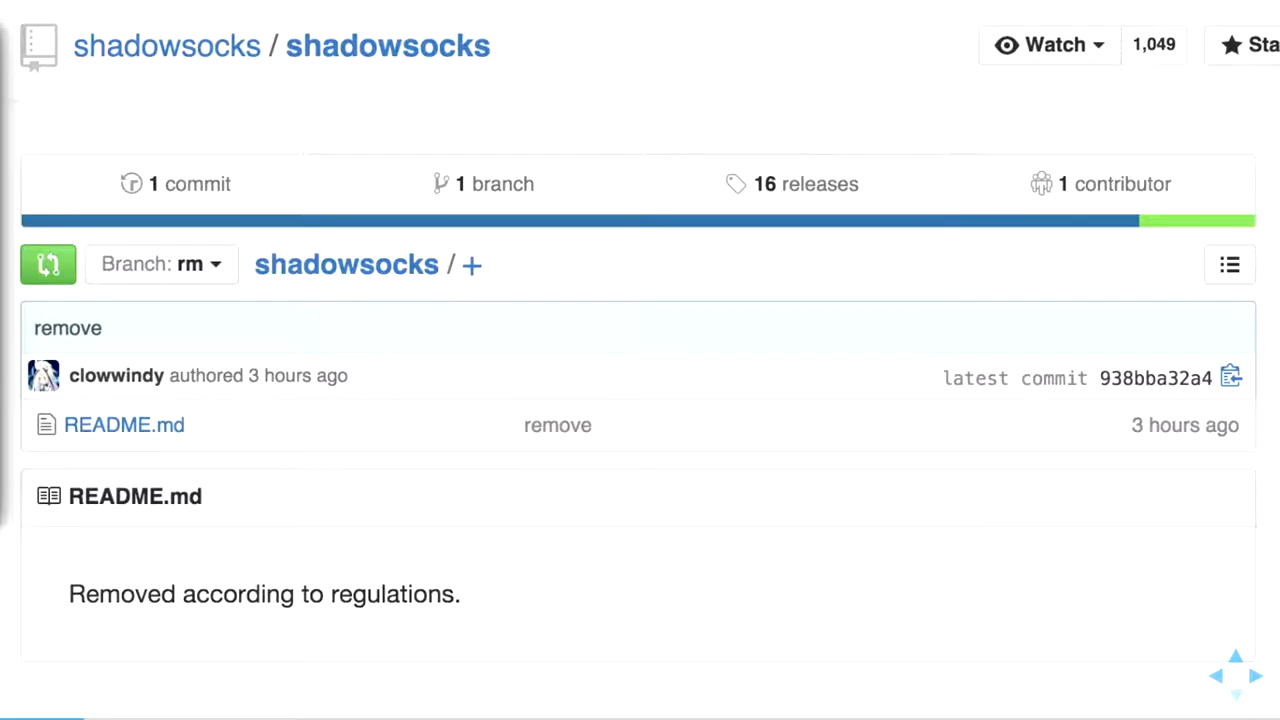 shadowsocks / shadowsocks
Watch 1,049 Sta
1 commit 1 branch 16 releases 1 contributor
Branch: rm shadowsocks / +
remove
clowwindy authored 3 hours ago latest commit 938bba32a4
README.md remove 3 hours ago
README.md
Removed according to regulations.